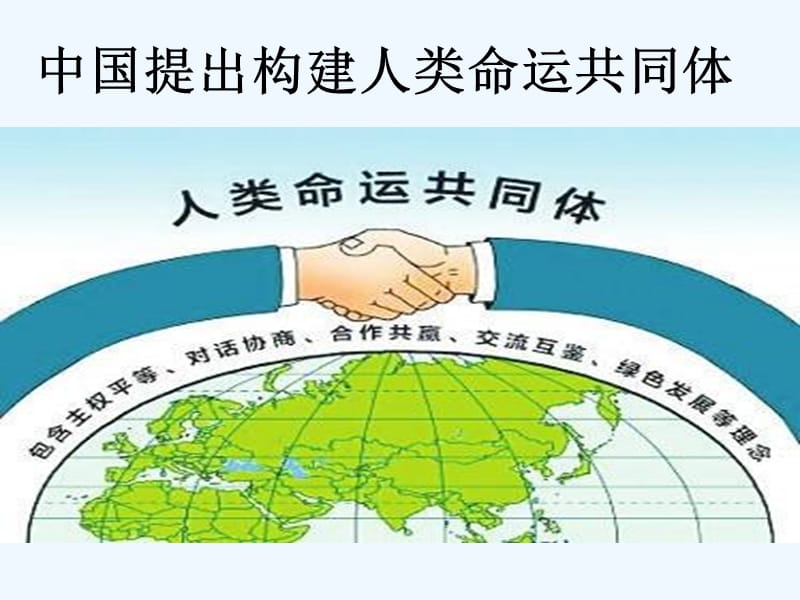 中国提出构建人类命运共同体
人类命运共同体
包含主权平等、对话协商、合作共赢、交流互鉴、绿色发展等理念